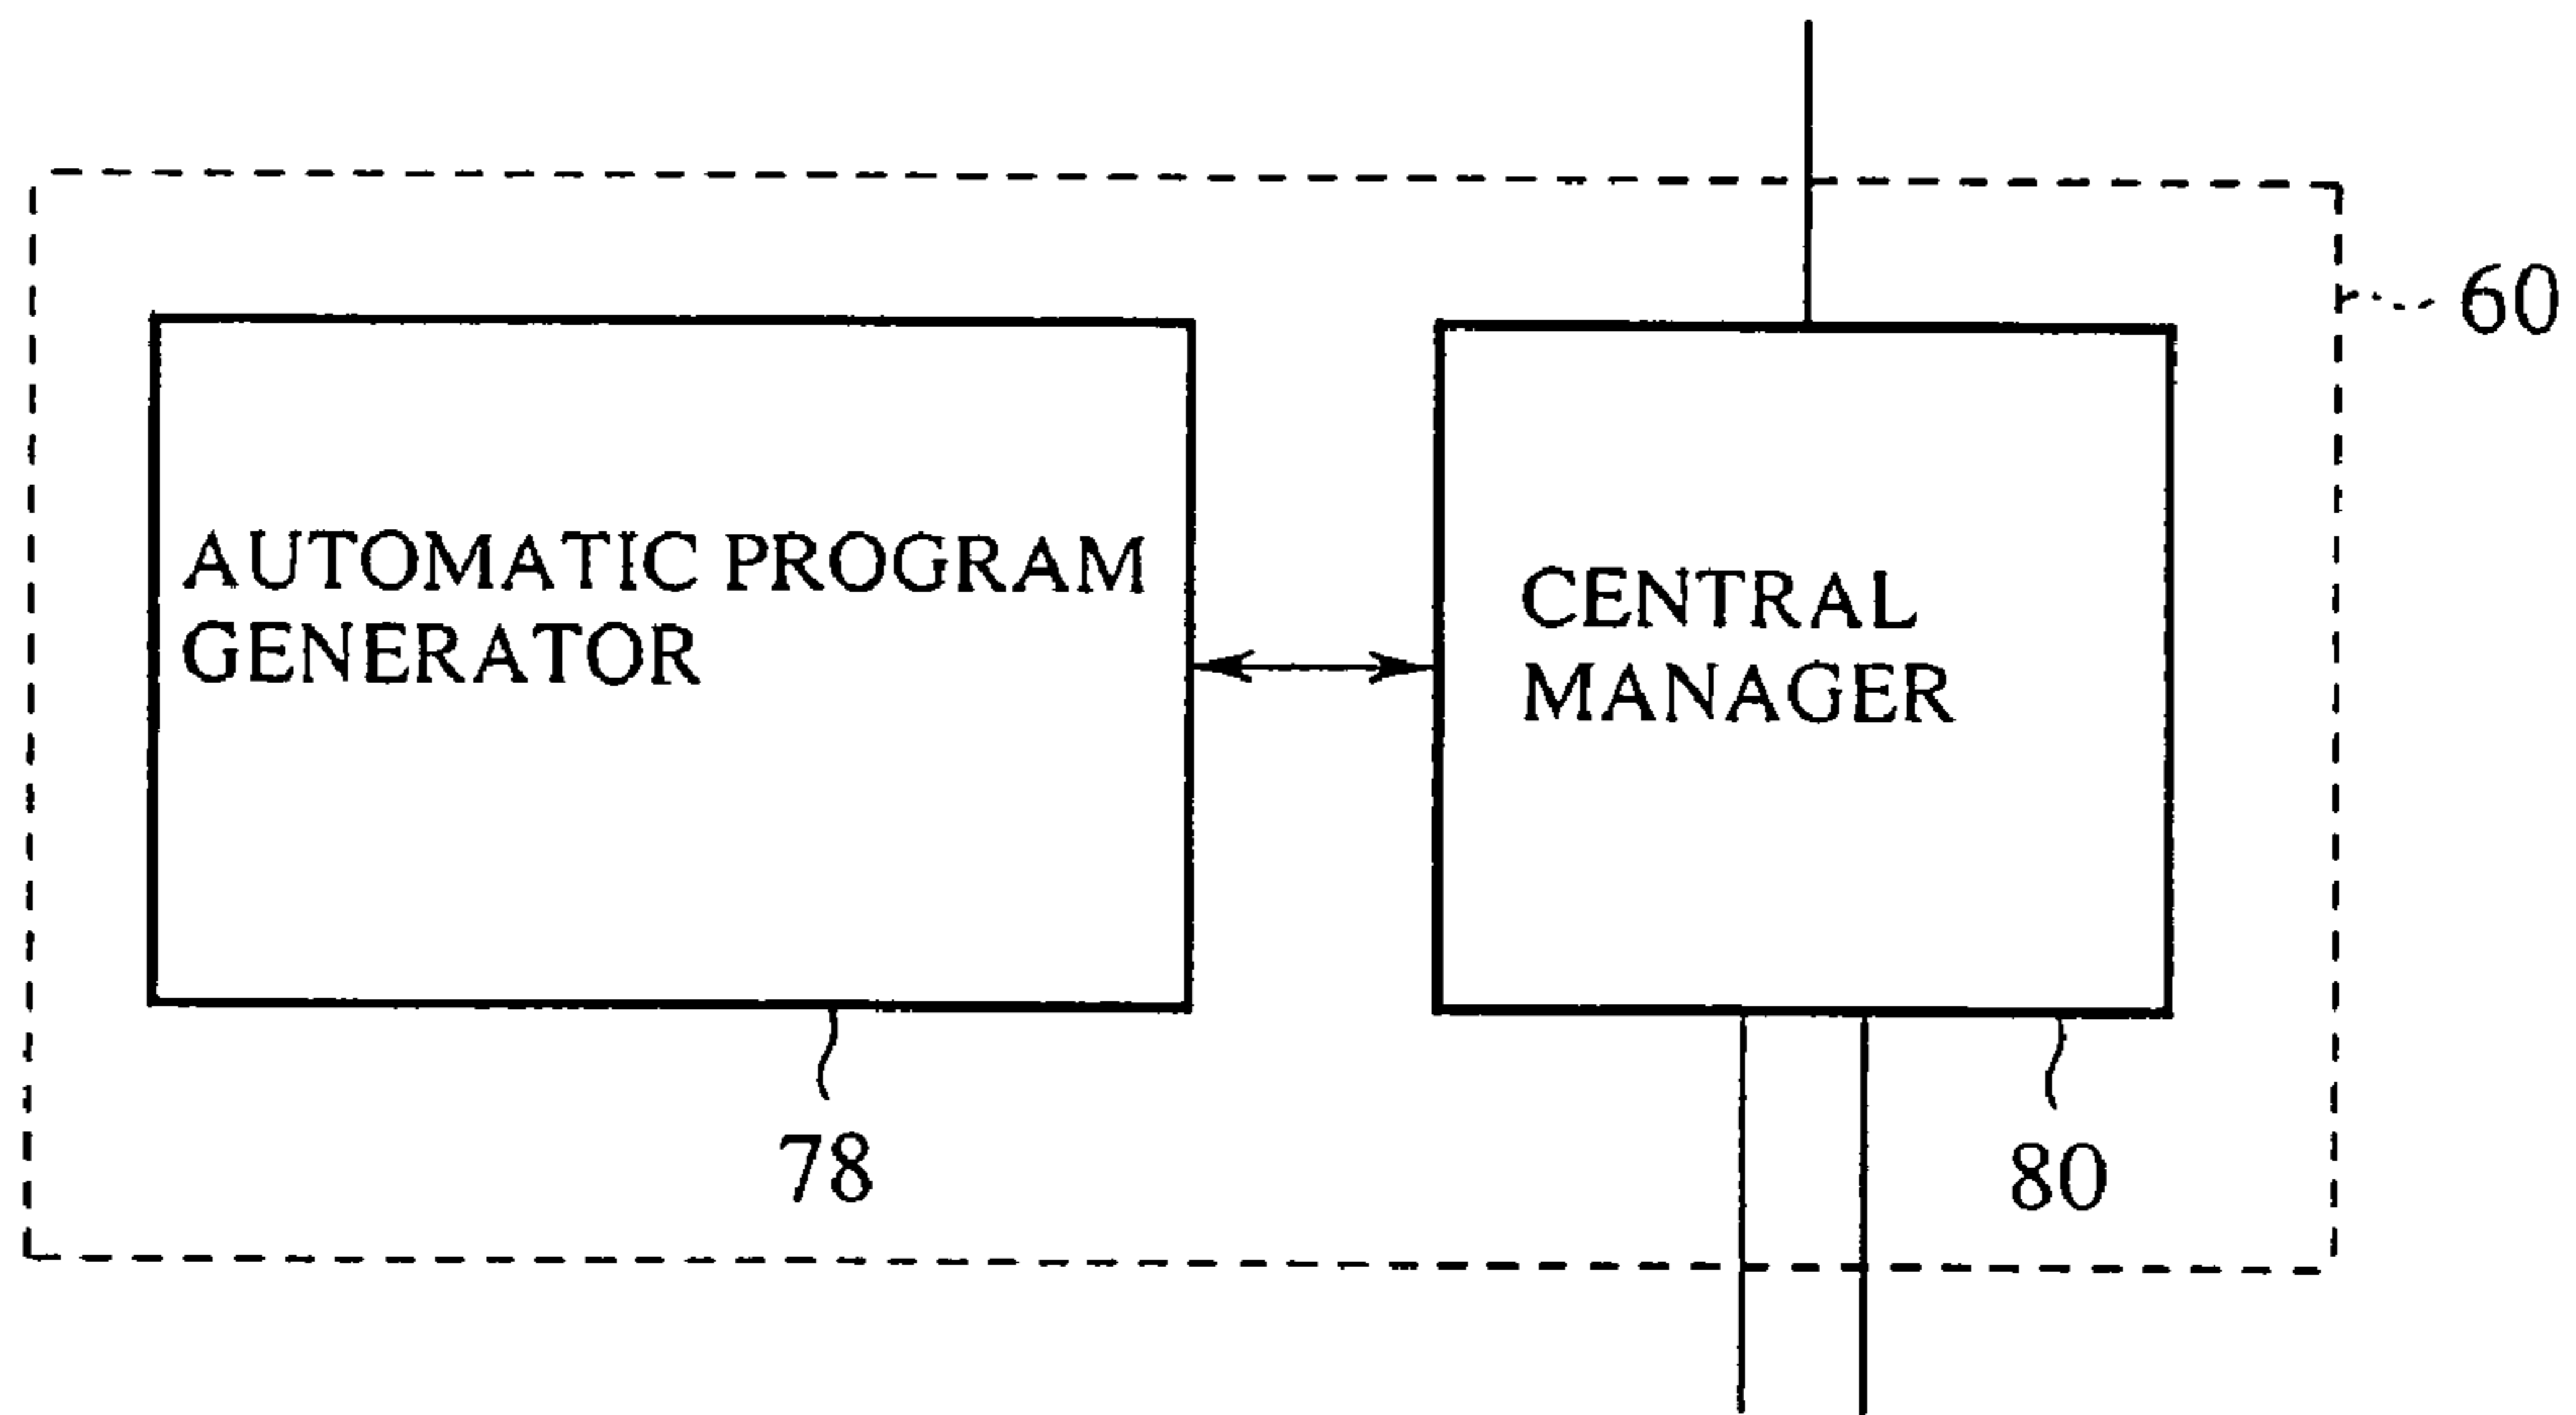 60
AUTOMATIC PROGRAM
GENERATOR
CENTRAL
MANAGER
78
80